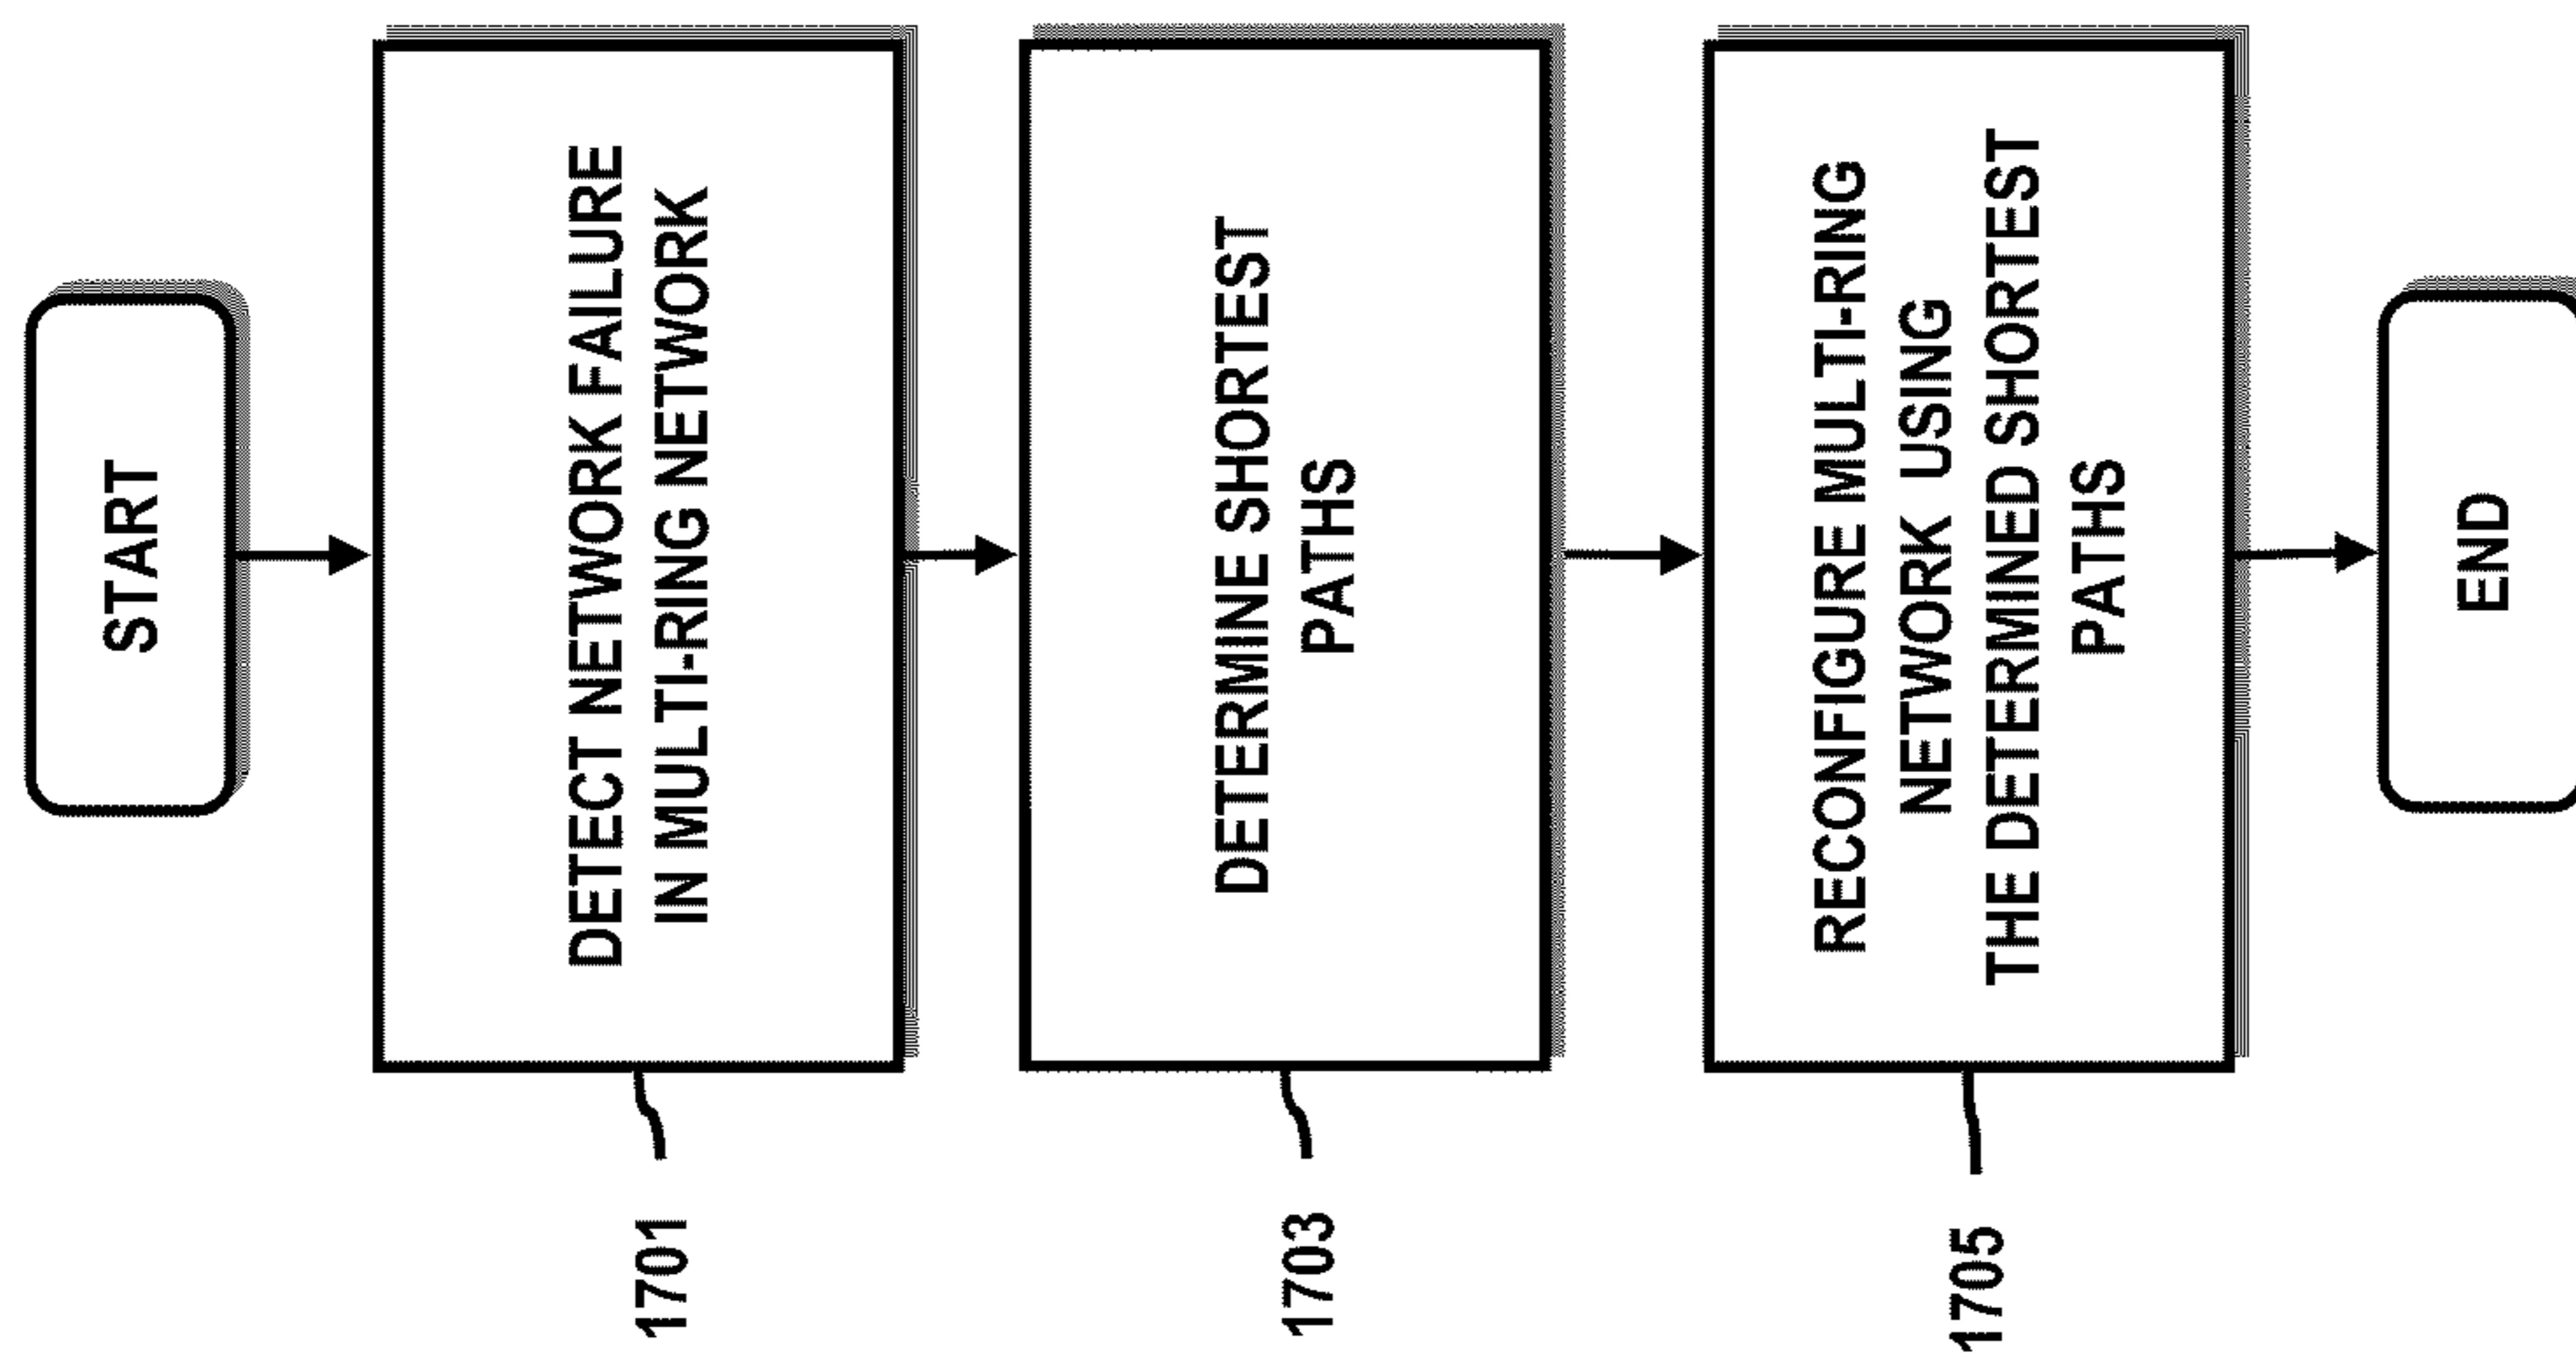 START
DETECT NETWORK FAILURE
IN MULTI-RING NETWORK
1701
DETERMINE SHORTEST
PATHS
1703
RECONFIGURE MULTI-RING
NETWORK USING
THE DETERMINED SHORTEST
PATHS
1705
END